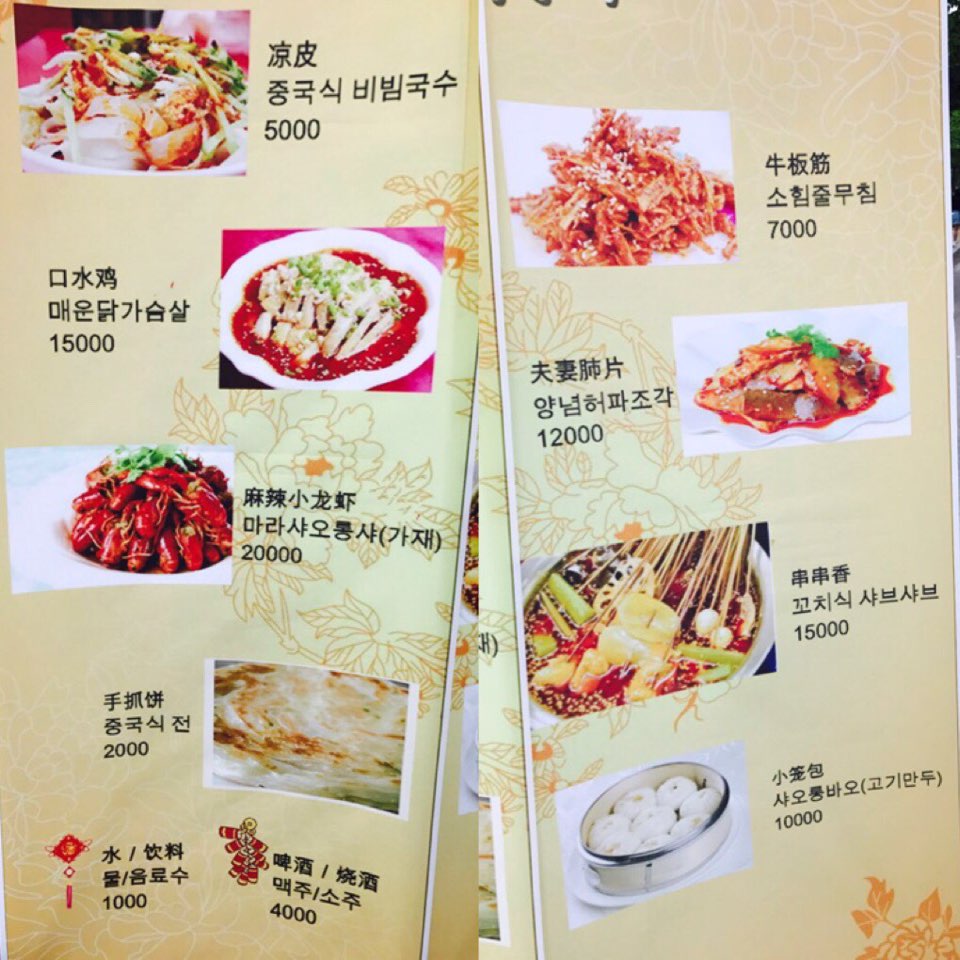 凉皮
중국식 비빔국수
5000
口水鸡
매운닭가슴살
15000
麻辣小龙虾
마라샤오롱샤(가재)
20000
手抓饼
중국식 전
2000
水 / 饮料
물/음료수
1000
啤酒 / 烧酒
맥주/소주
4000
牛板筋
소힘줄무침
7000
夫妻肺片
양념허파조각
12000
串串香
꼬치식 샤브샤브
15000
小笼包
샤오롱바오(고기만두)
10000